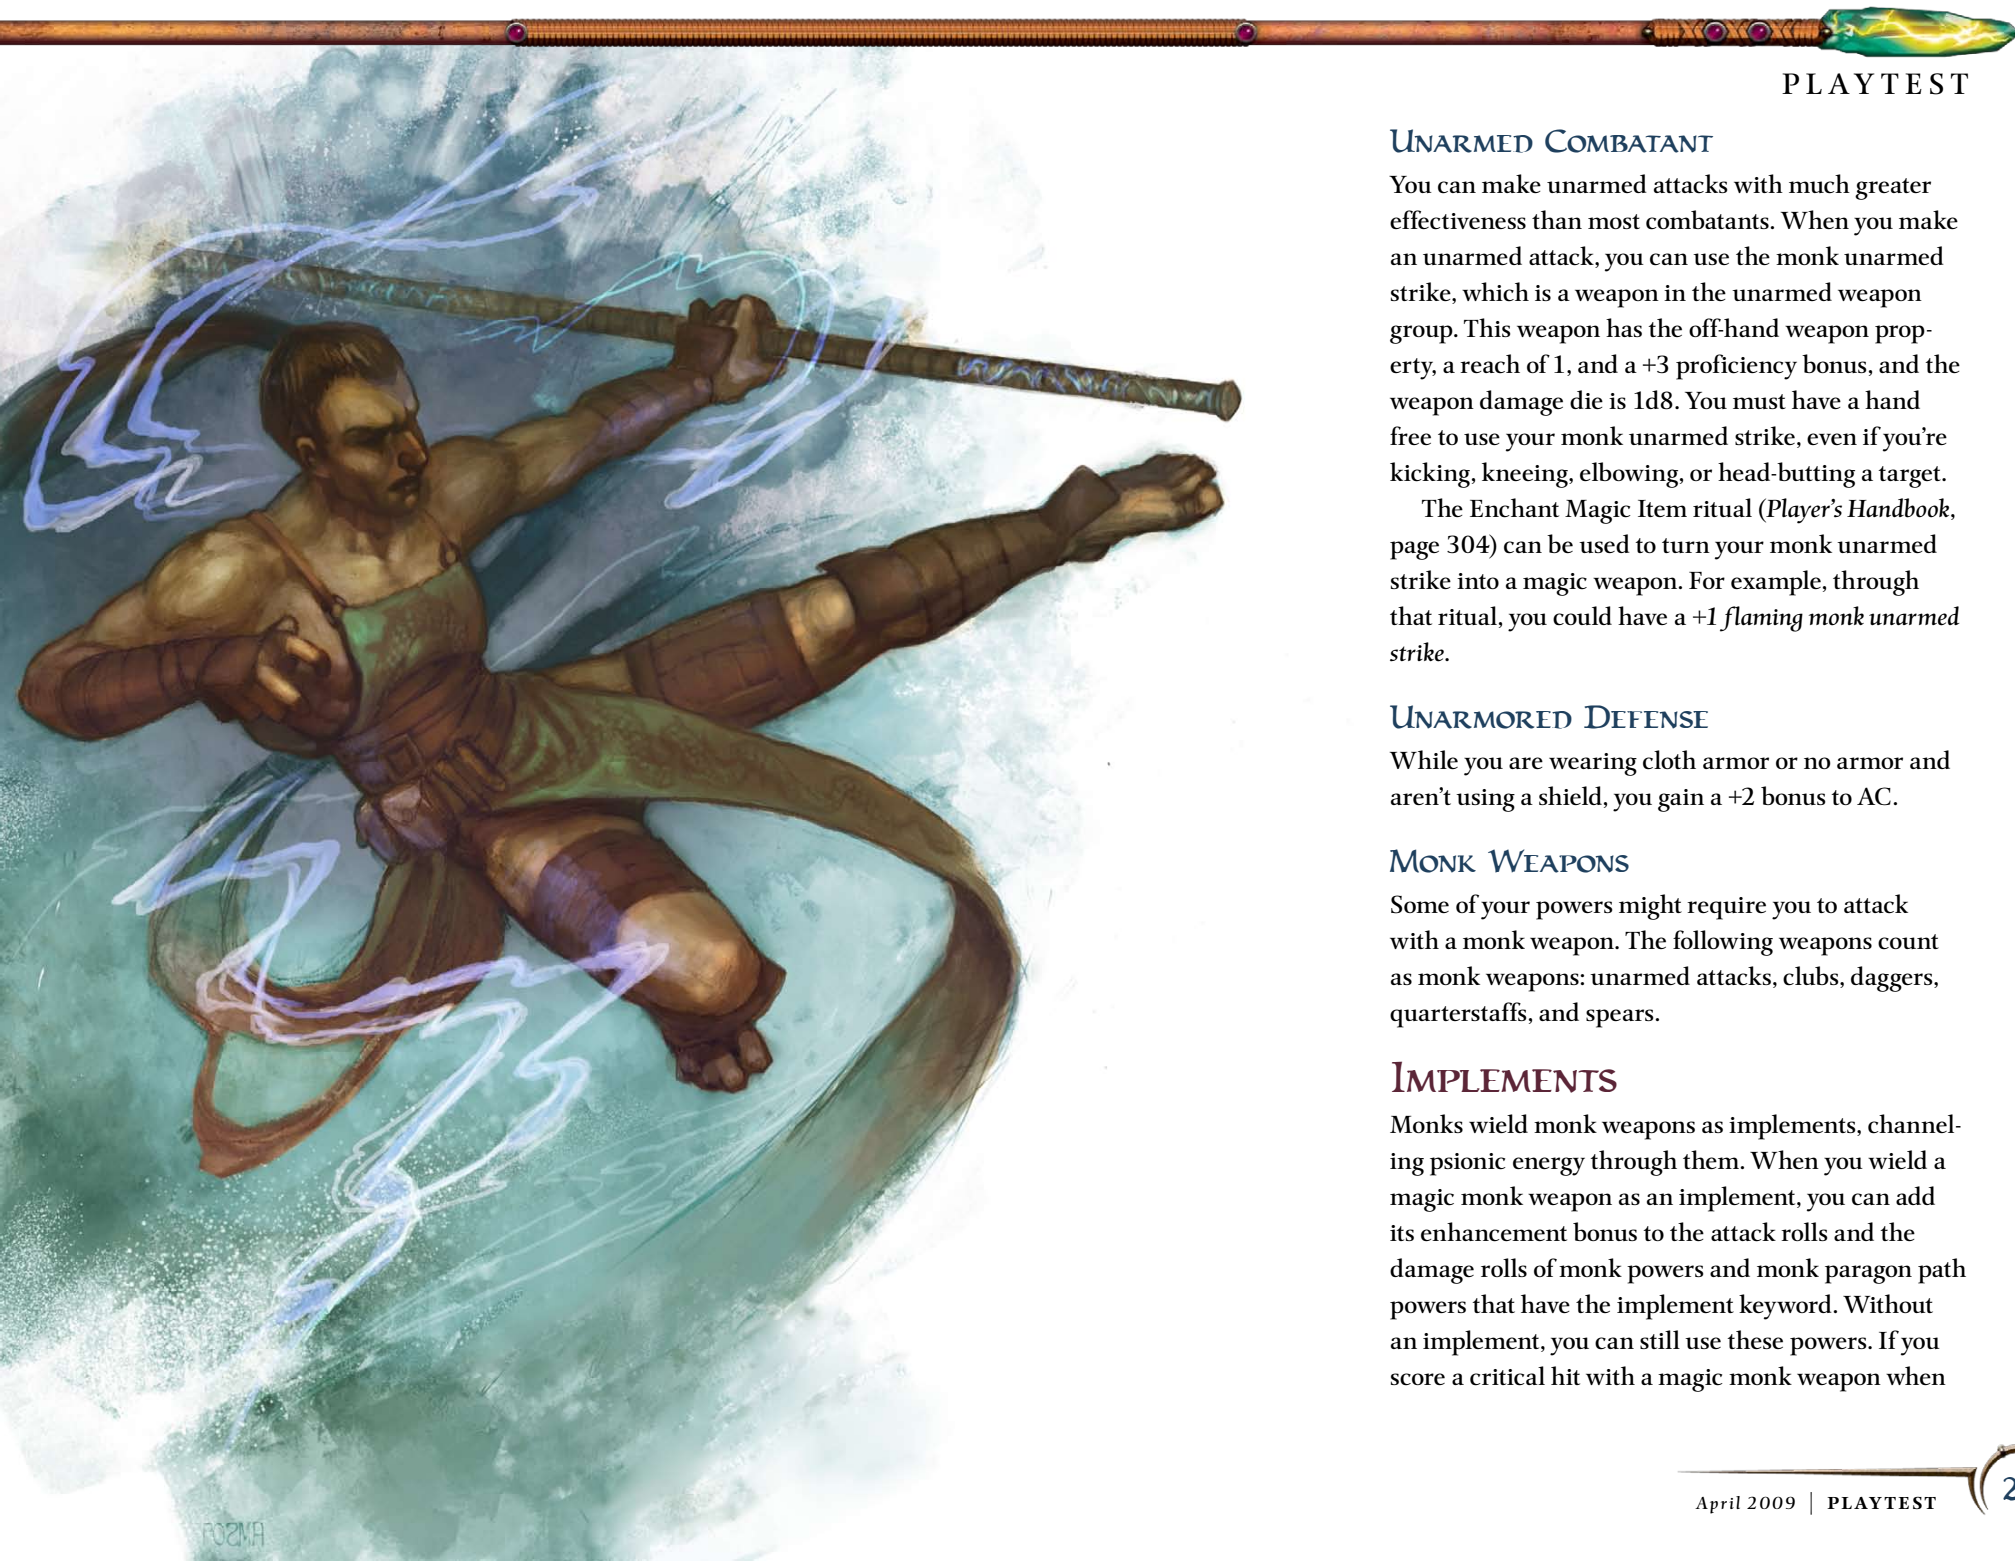 PLAYTEST
Unarmed Combatant
You can make unarmed attacks with much greater
effectiveness than most combatants. When you make
an unarmed attack, you can use the monk unarmed
strike, which is a weapon in the unarmed weapon
group. This weapon has the off-hand weapon prop-
erty, a reach of 1, and a +3 proficiency bonus, and the
weapon damage die is 1d8. You must have a hand
free to use your monk unarmed strike, even if you’re
kicking, kneeing, elbowing, or head-butting a target.
The Enchant Magic Item ritual (Player’s Handbook,
page 304) can be used to turn your monk unarmed
strike into a magic weapon. For example, through
that ritual, you could have a +1 flaming monk unarmed
strike.
Unarmored Defense
While you are wearing cloth armor or no armor and
aren’t using a shield, you gain a +2 bonus to AC.
Monk Weapons
Some of your powers might require you to attack
with a monk weapon. The following weapons count
as monk weapons: unarmed attacks, clubs, daggers,
quarterstaffs, and spears.
Implements
Monks wield monk weapons as implements, channel-
ing psionic energy through them. When you wield a
magic monk weapon as an implement, you can add
its enhancement bonus to the attack rolls and the
damage rolls of monk powers and monk paragon path
powers that have the implement keyword. Without
an implement, you can still use these powers. If you
score a critical hit with a magic monk weapon when
April 2009 | PLAYTEST